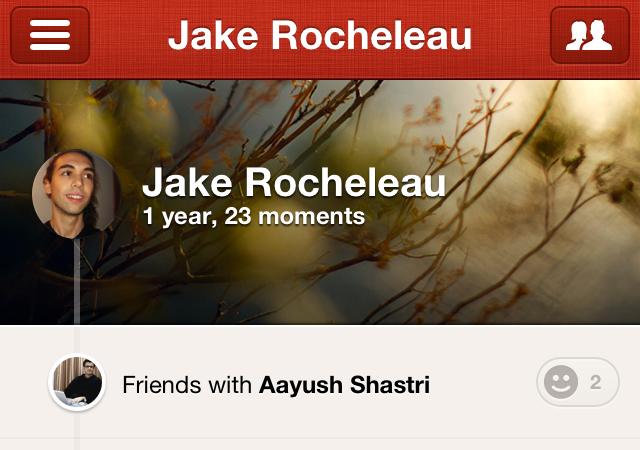 Jake Rocheleau
Jake Rocheleau
1 year, 23 moments
Friends with Aayush Shastri
2